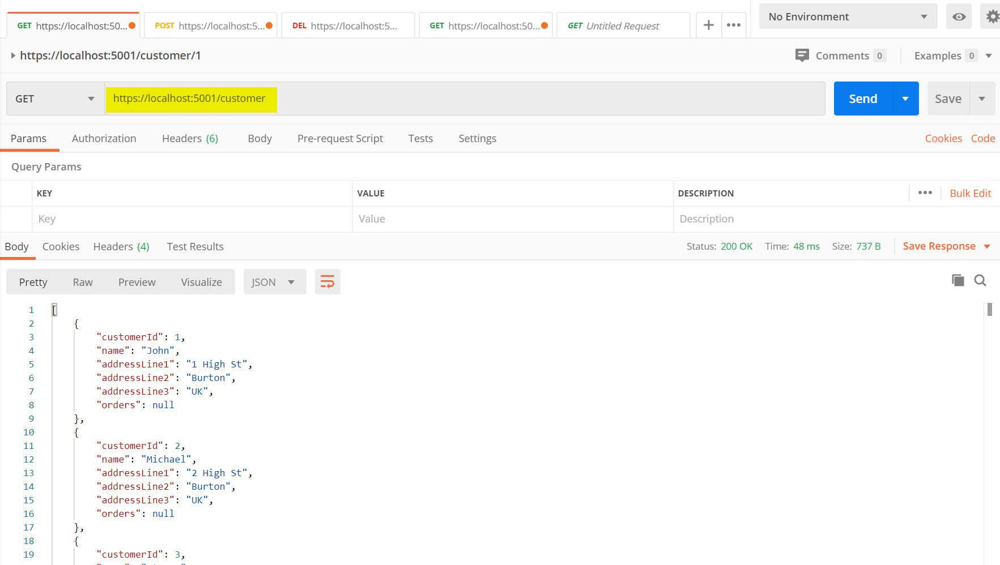 GET https://localhost:50... POST https://localhost:5... DEL https://localhost:5... GET https://localhost:50... GET Untitled Request + ••• No Environment
https://localhost:5001/customer/1 Comments 0 Examples 0
GET https://localhost:5001/customer Send Save
Params Authorization Headers (6) Body Pre-request Script Tests Settings Cookies Code
Query Params
KEY VALUE DESCRIPTION ••• Bulk Edit
Key Value Description
Body Cookies Headers (4) Test Results Status: 200 OK Time: 48 ms Size: 737 B Save Response
Pretty Raw Preview Visualize JSON
1 [
2 {
3 "customerId": 1,
4 "name": "John",
5 "addressLine1": "1 High St",
6 "addressLine2": "Burton",
7 "addressLine3": "UK",
8 "orders": null
9 },
10 {
11 "customerId": 2,
12 "name": "Michael",
13 "addressLine1": "2 High St",
14 "addressLine2": "Burton",
15 "addressLine3": "UK",
16 "orders": null
17 },
18 {
19 "customerId": 3,